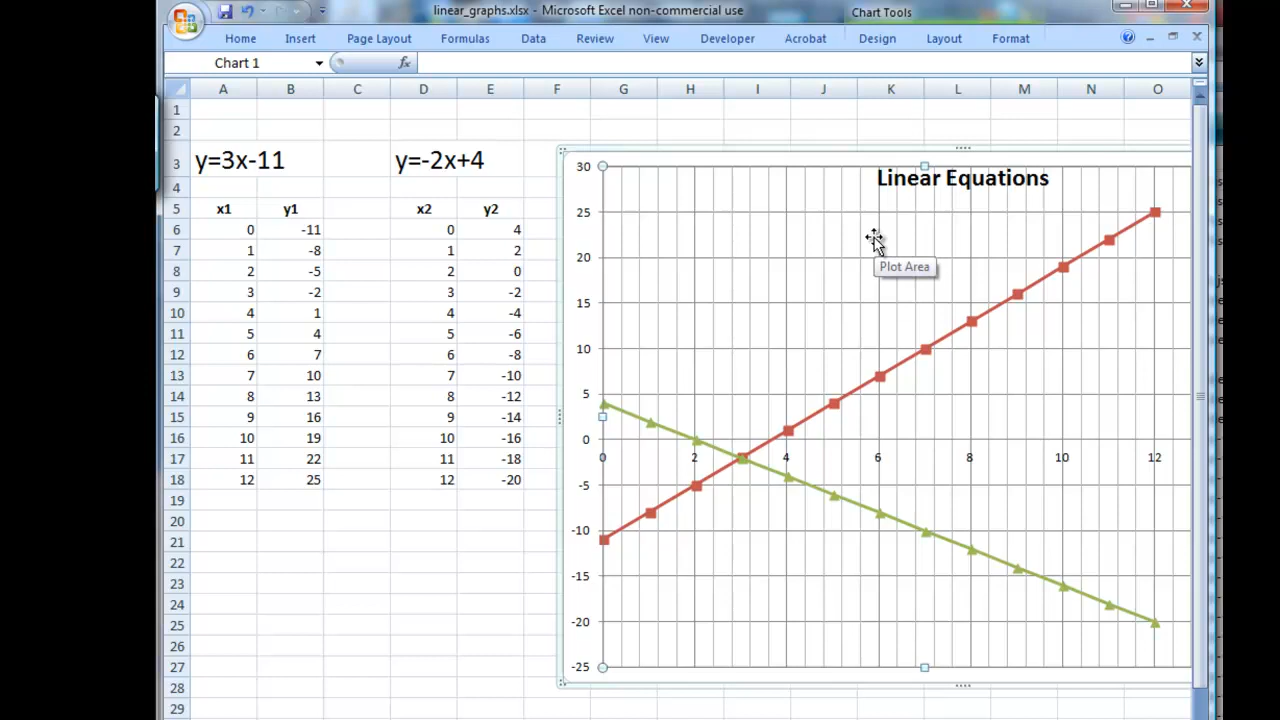 linear_graphs.xlsx - Microsoft Excel non-commercial use Chart Tools
Home Insert Page Layout Formulas Data Review View Developer Acrobat Design Layout Format
Chart 1 fx
A B C D E F G H I J K L M N O
1
2
3 y=3x-11 y=-2x+4
4
5 x1 y1 x2 y2
6 0 -11 0 4
7 1 -8 1 2
8 2 -5 2 0
9 3 -2 3 -2
10 4 1 4 -4
11 5 4 5 -6
12 6 7 6 -8
13 7 10 7 -10
14 8 13 8 -12
15 9 16 9 -14
16 10 19 10 -16
17 11 22 11 -18
18 12 25 12 -20
19
20
21
22
23
24
25
26
27
28
29
Linear Equations
Plot Area
30
25
20
15
10
5
0
0 2 4 6 8 10 12
-5
-10
-15
-20
-25